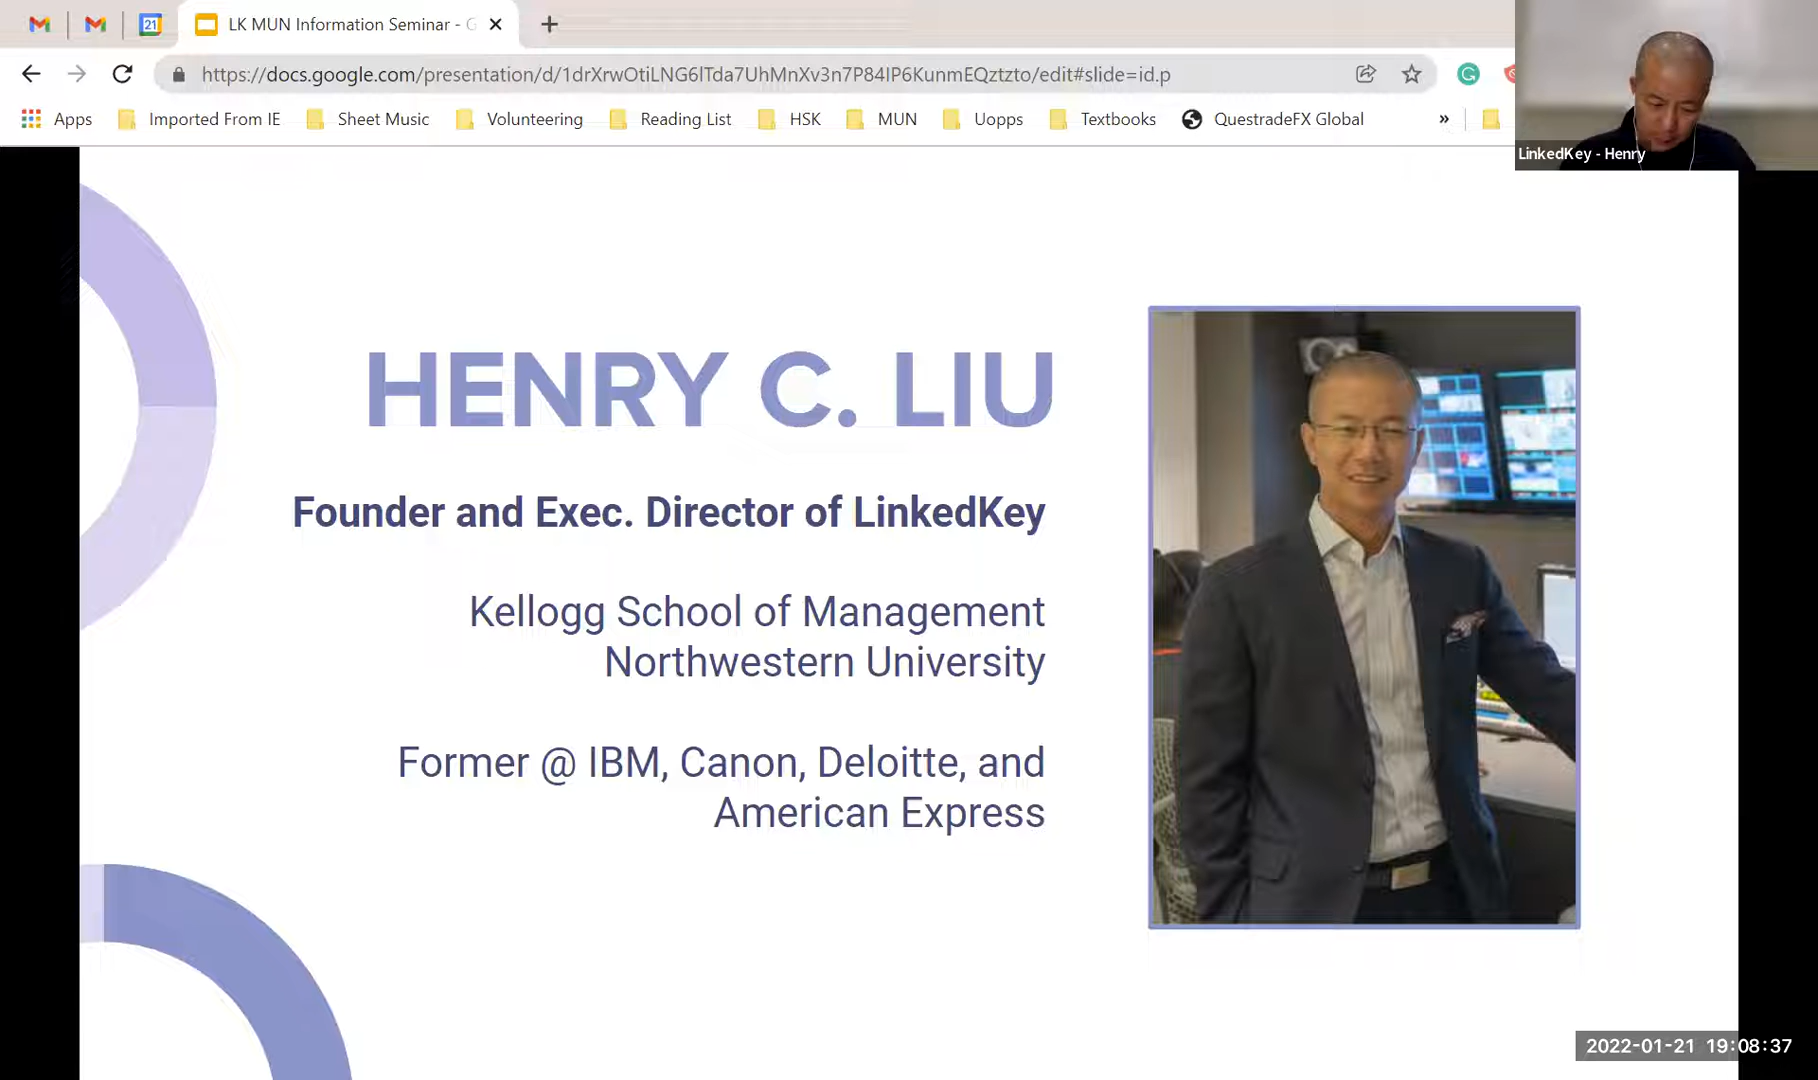 21
LK MUN Information Seminar - G
https://docs.google.com/presentation/d/1drXrwOtiLNG6lTda7UhMnXv3n7P84IP6KunmEQztzto/edit#slide=id.p
Apps Imported From IE Sheet Music Volunteering Reading List HSK MUN Uopps Textbooks QuestradeFX Global »
LinkedKey - Henry
HENRY C. LIU
Founder and Exec. Director of LinkedKey
Kellogg School of Management
Northwestern University
Former @ IBM, Canon, Deloitte, and
American Express
2022-01-21 19:08:37